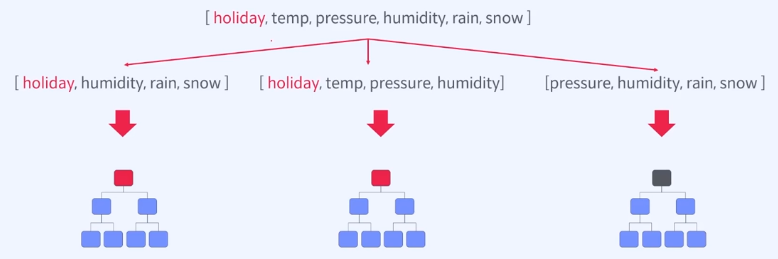 [ holiday, temp, pressure, humidity, rain, snow ]
[ holiday, humidity, rain, snow ]
[ holiday, temp, pressure, humidity]
[pressure, humidity, rain, snow ]